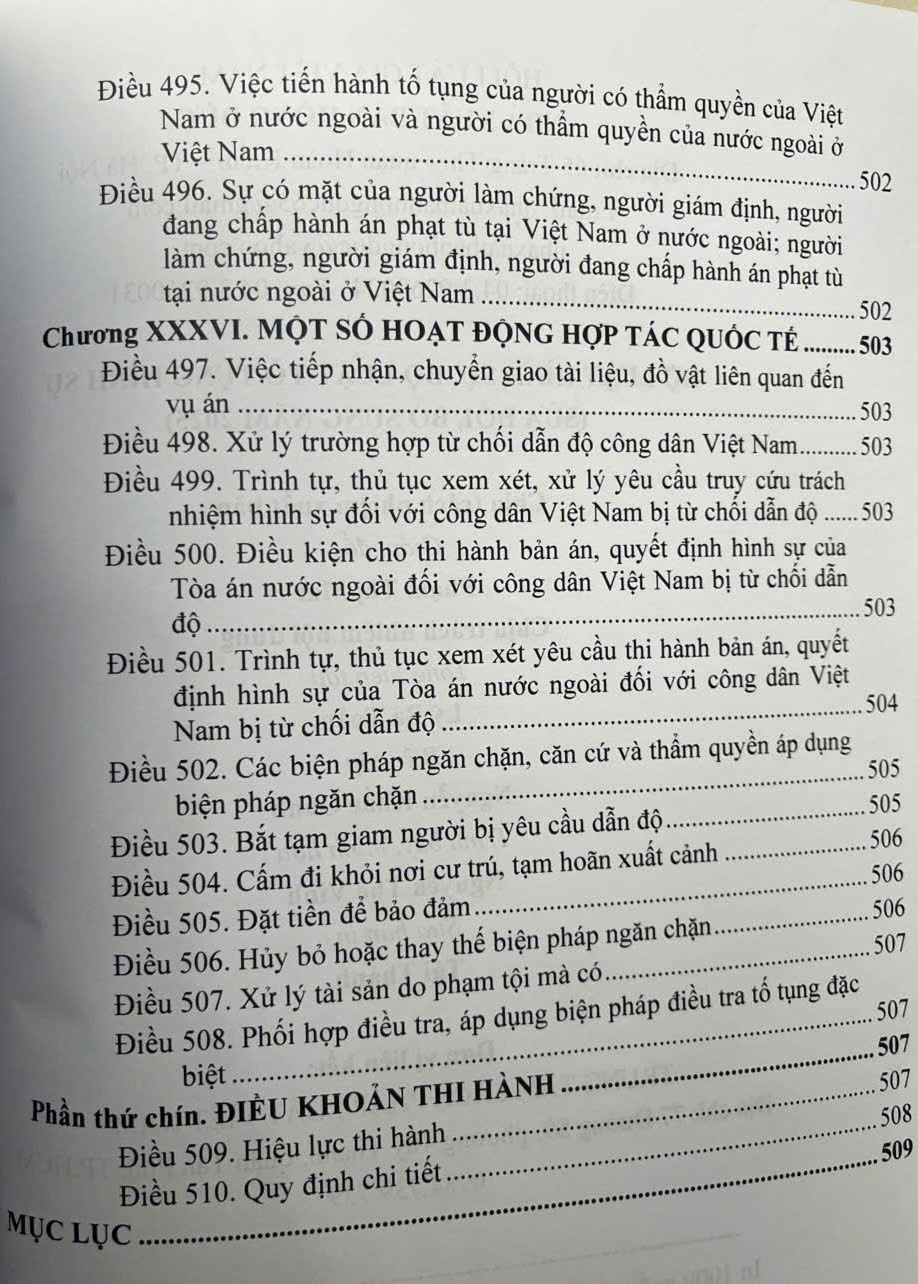 Điều 495. Việc tiến hành tố tụng của người có thẩm quyền của Việt
Nam ở nước ngoài và người có thẩm quyền của nước ngoài ở
Việt Nam ........ 502
Điều 496. Sự có mặt của người làm chứng, người giám định, người
đang chấp hành án phạt tù tại Việt Nam ở nước ngoài; người
làm chứng, người giám định, người đang chấp hành án phạt tù
tại nước ngoài ở Việt Nam ........ 502
Chương XXXVI. MỘT SỐ HOẠT ĐỘNG HỢP TÁC QUỐC TẾ ........ 503
Điều 497. Việc tiếp nhận, chuyển giao tài liệu, đồ vật liên quan đến
vụ án ........ 503
Điều 498. Xử lý trường hợp từ chối dẫn độ công dân Việt Nam ........ 503
Điều 499. Trình tự, thủ tục xem xét, xử lý yêu cầu truy cứu trách
nhiệm hình sự đối với công dân Việt Nam bị từ chối dẫn độ ...... 503
Điều 500. Điều kiện cho thi hành bản án, quyết định hình sự của
Tòa án nước ngoài đối với công dân Việt Nam bị từ chối dẫn
độ ........ 503
Điều 501. Trình tự, thủ tục xem xét yêu cầu thi hành bản án, quyết
định hình sự của Tòa án nước ngoài đối với công dân Việt
Nam bị từ chối dẫn độ ........ 504
Điều 502. Các biện pháp ngăn chặn, căn cứ và thẩm quyền áp dụng
biện pháp ngăn chặn ........ 505
Điều 503. Bắt tạm giam người bị yêu cầu dẫn độ ........ 505
Điều 504. Cấm đi khỏi nơi cư trú, tạm hoãn xuất cảnh ........ 506
Điều 505. Đặt tiền để bảo đảm ........ 506
Điều 506. Hủy bỏ hoặc thay thế biện pháp ngăn chặn ........ 506
Điều 507. Xử lý tài sản do phạm tội mà có ........ 507
Điều 508. Phối hợp điều tra, áp dụng biện pháp điều tra tố tụng đặc
biệt ........ 507
Phần thứ chín. ĐIỀU KHOẢN THI HÀNH ........ 507
Điều 509. Hiệu lực thi hành ........ 507
Điều 510. Quy định chi tiết ........ 508
MỤC LỤC ........ 509